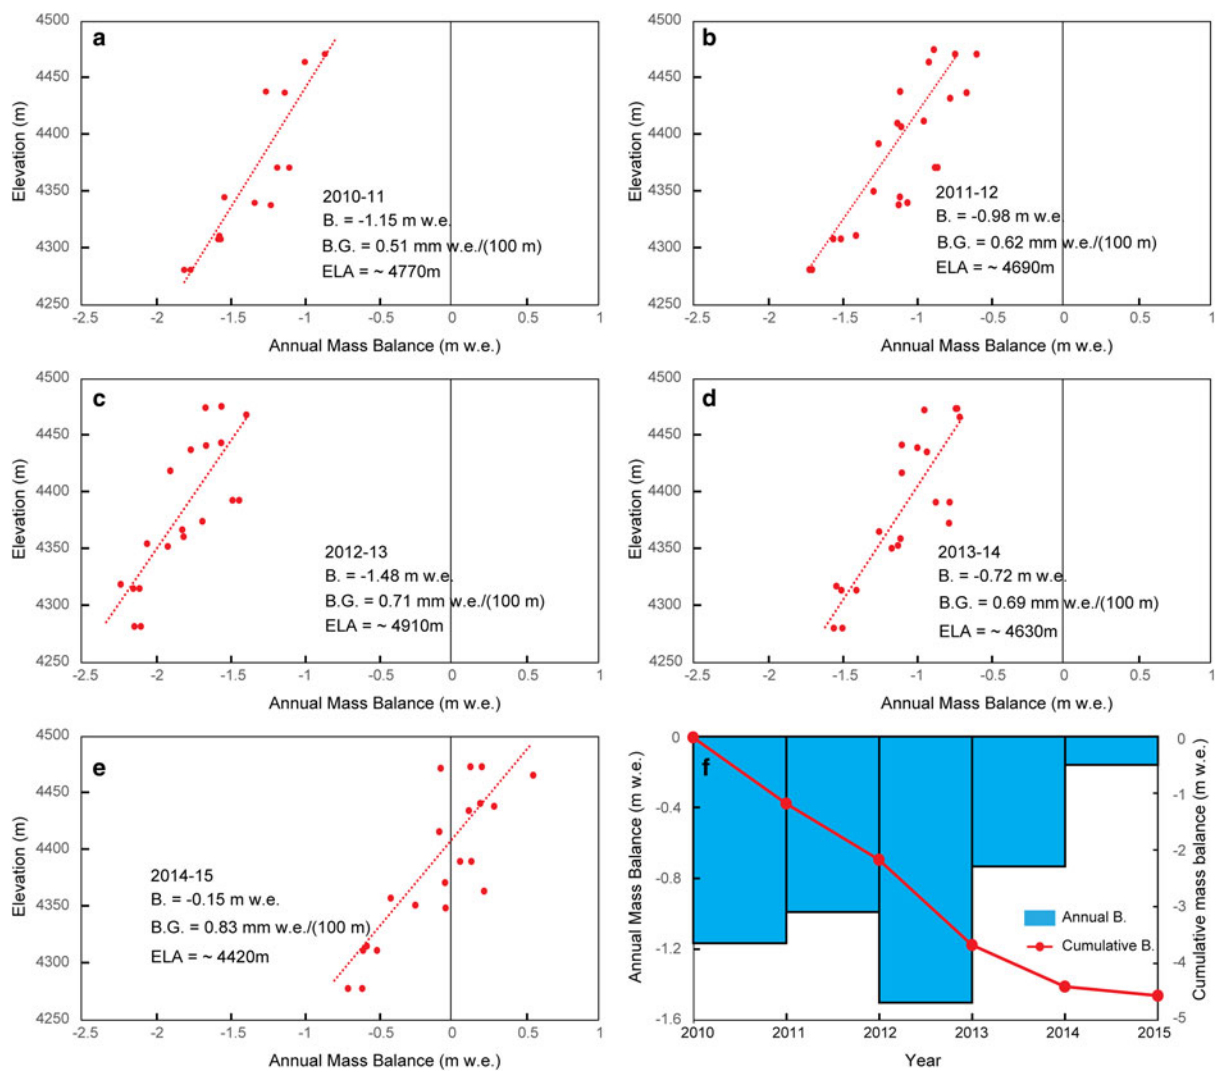 a
4500
4450
4400
4350
4300
4250
Elevation (m)
2010-11
B. = -1.15 m w.e.
B.G. = 0.51 mm w.e./(100 m)
ELA = ~ 4770m
-2.5 -2 -1.5 -1 -0.5 0 0.5 1
Annual Mass Balance (m w.e.)
b
4500
4450
4400
4350
4300
4250
Elevation (m)
2011-12
B. = -0.98 m w.e.
B.G. = 0.62 mm w.e./(100 m)
ELA = ~ 4690m
-2.5 -2 -1.5 -1 -0.5 0 0.5 1
Annual Mass Balance (m w.e.)
c
4500
4450
4400
4350
4300
4250
Elevation (m)
2012-13
B. = -1.48 m w.e.
B.G. = 0.71 mm w.e./(100 m)
ELA = ~ 4910m
-2.5 -2 -1.5 -1 -0.5 0 0.5 1
Annual Mass Balance (m w.e.)
d
4500
4450
4400
4350
4300
4250
Elevation (m)
2013-14
B. = -0.72 m w.e.
B.G. = 0.69 mm w.e./(100 m)
ELA = ~ 4630m
-2.5 -2 -1.5 -1 -0.5 0 0.5 1
Annual Mass Balance (m w.e.)
e
4500
4450
4400
4350
4300
4250
Elevation (m)
2014-15
B. = -0.15 m w.e.
B.G. = 0.83 mm w.e./(100 m)
ELA = ~ 4420m
-2.5 -2 -1.5 -1 -0.5 0 0.5 1
Annual Mass Balance (m w.e.)
f
0
-0.4
-0.8
-1.2
-1.6
Annual Mass Balance (m w.e.)
Annual B.
Cumulative B.
0
-1
-2
-3
-4
-5
Cumulative mass balance (m w.e.)
2010 2011 2012 2013 2014 2015
Year